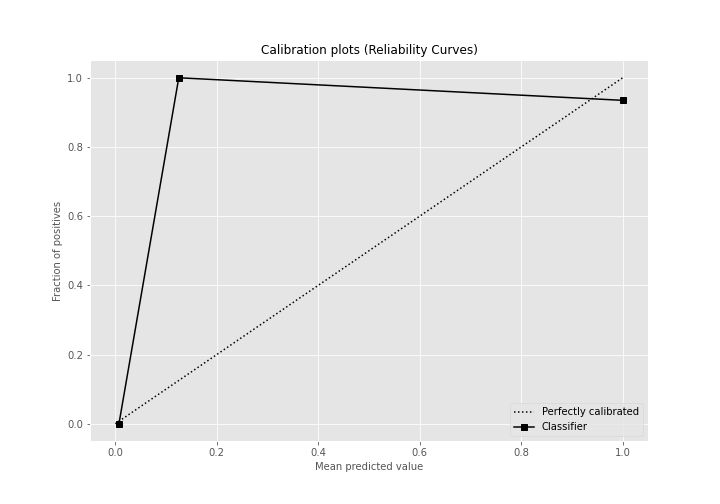 Calibration plots (Reliability Curves)
1.0
0.8
0.6
0.4
0.2
0.0
Fraction of positives
0.0 0.2 0.4 0.6 0.8 1.0
Mean predicted value
Perfectly calibrated
Classifier